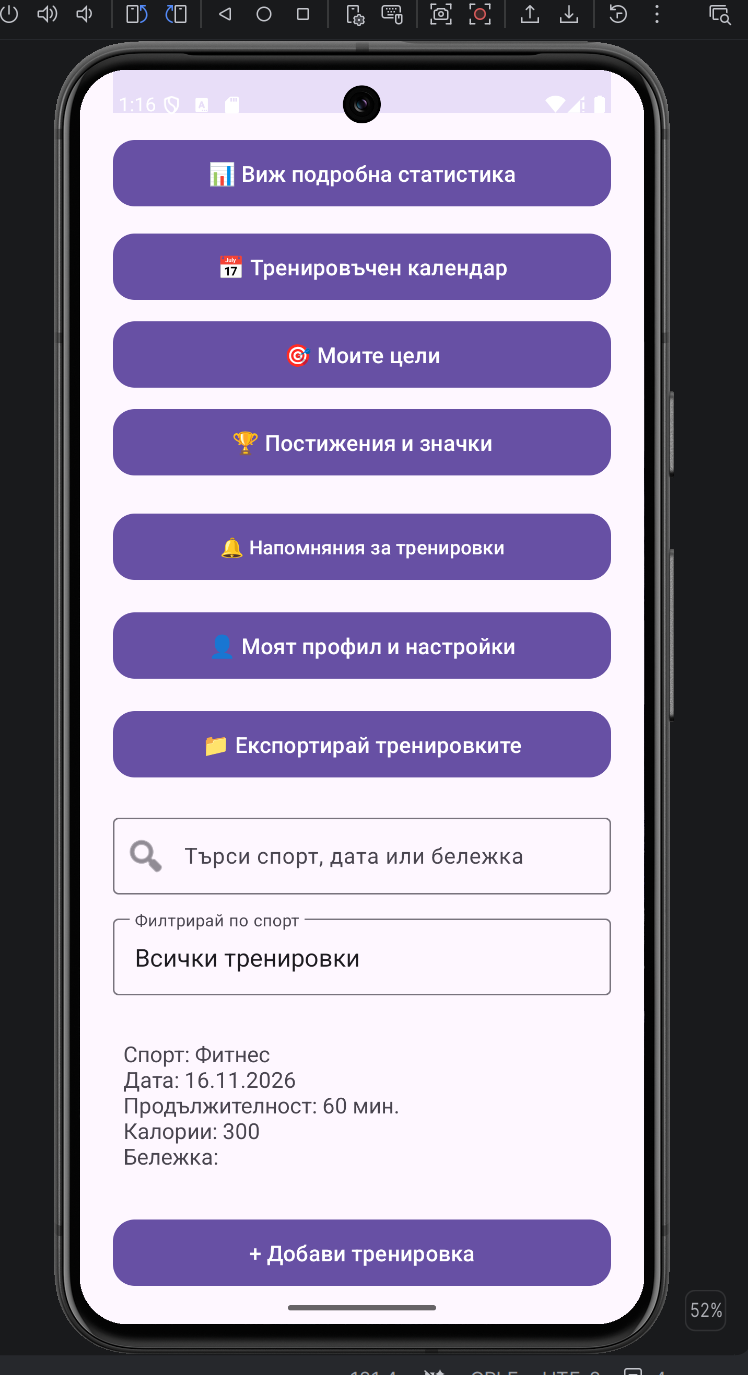 1:16
Виж подробна статистика
July
17
Тренировъчен календар
Моите цели
Постижения и значки
Напомняния за тренировки
Моят профил и настройки
Експортирай тренировките
Търси спорт, дата или бележка
Филтрирай по спорт
Всички тренировки
Спорт: Фитнес
Дата: 16.11.2026
Продължителност: 60 мин.
Калории: 300
Бележка:
+ Добави тренировка
52%